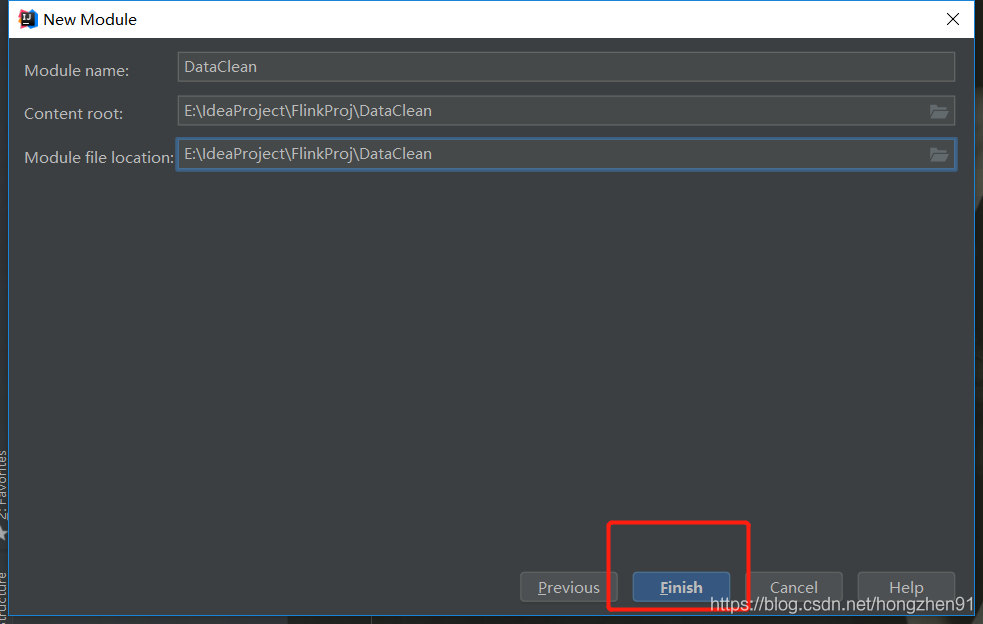 New Module
Module name: DataClean
Content root: E:\IdeaProject\FlinkProj\DataClean
Module file location: E:\IdeaProject\FlinkProj\DataClean
2: Favorites
Structure
Previous Finish Cancel Help
https://blog.csdn.net/hongzhen91